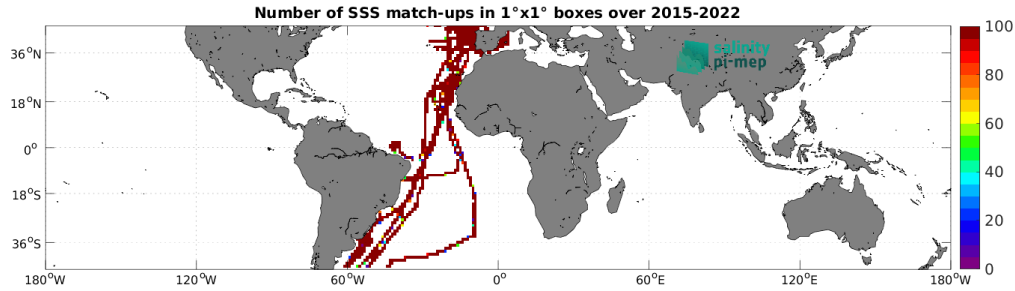 Number of SSS match-ups in 1°x1° boxes over 2015-2022
36°N
18°N
0°
18°S
36°S
180°W
120°W
60°W
0°
60°E
120°E
180°W
100
80
60
40
20
0
salinity
pi-mep